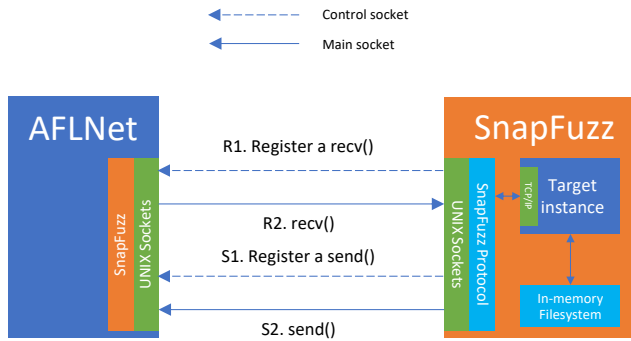 Control socket
Main socket
AFLNet
SnapFuzz
R1. Register a recv()
R2. recv()
S1. Register a send()
S2. send()
SnapFuzz
UNIX Sockets
UNIX Sockets
SnapFuzz Protocol
TCP/IP
Target
instance
In-memory
Filesystem